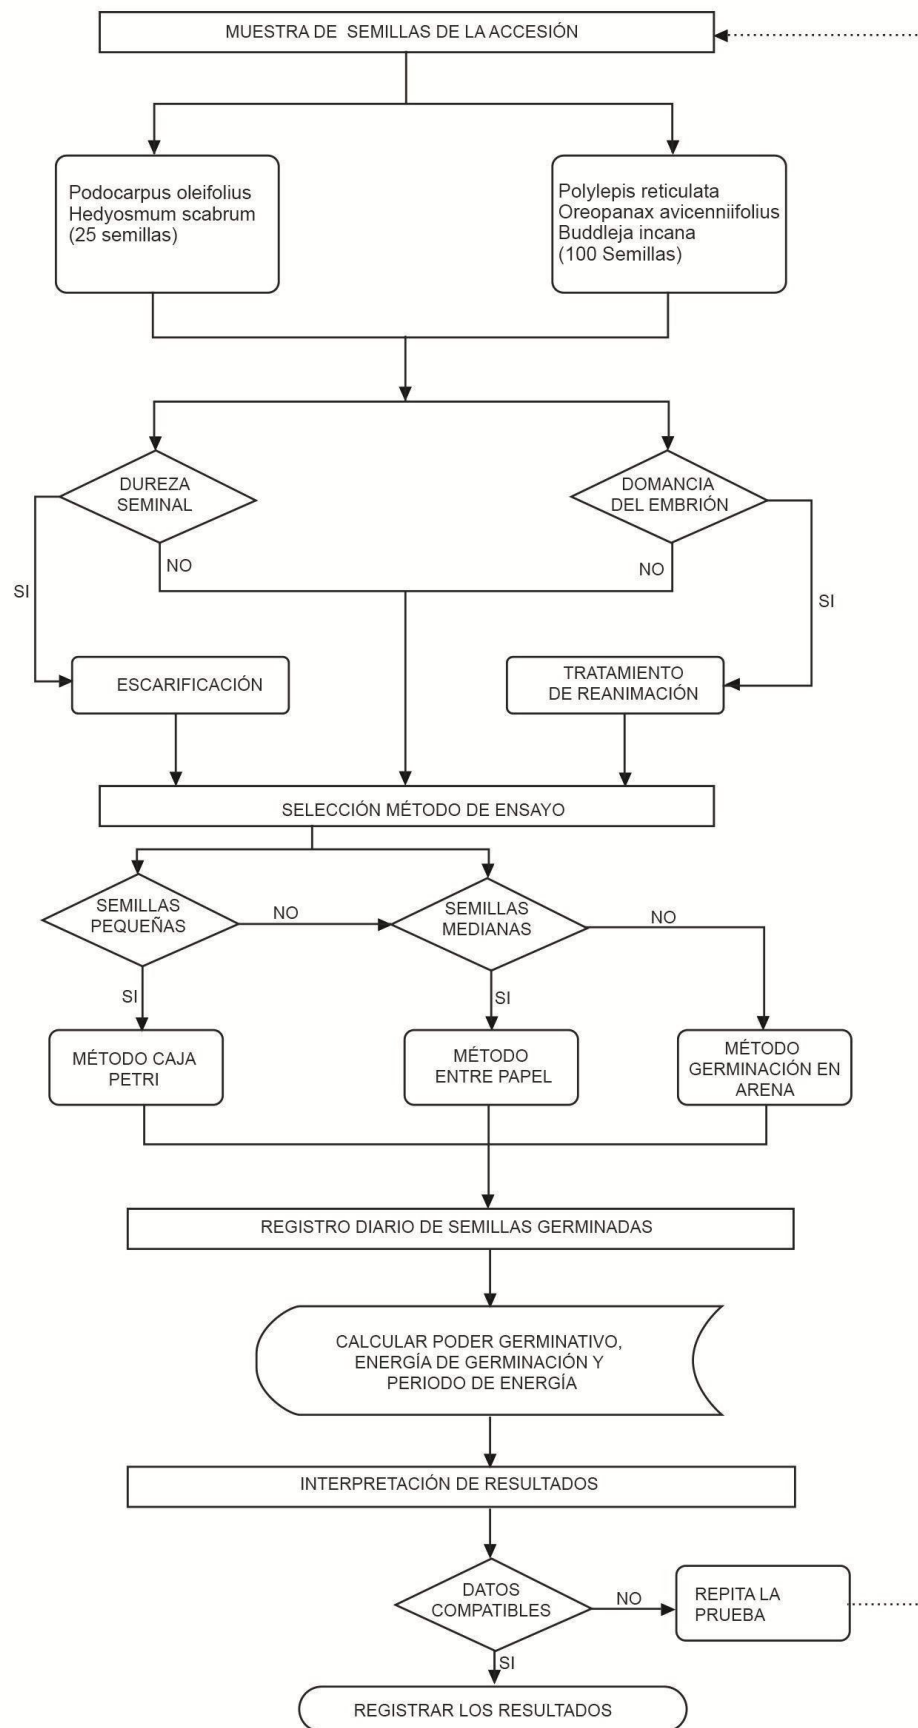 MUESTRA DE SEMILLAS DE LA ACCESIÓN
Podocarpus oleifolius
Hedyosmum scabrum
(25 semillas)
Polylepis reticulata
Oreopanax avicenniifolius
Buddleja incana
(100 Semillas)
DUREZA
SEMINAL
DOMANCIA
DEL EMBRIÓN
NO
NO
SI
SI
ESCARIFICACIÓN
TRATAMIENTO
DE REANIMACIÓN
SELECCIÓN MÉTODO DE ENSAYO
SEMILLAS
PEQUEÑAS
NO
SEMILLAS
MEDIANAS
NO
SI
SI
MÉTODO CAJA
PETRI
MÉTODO
ENTRE PAPEL
MÉTODO
GERMINACIÓN EN
ARENA
REGISTRO DIARIO DE SEMILLAS GERMINADAS
CALCULAR PODER GERMINATIVO,
ENERGÍA DE GERMINACIÓN Y
PERIODO DE ENERGÍA
INTERPRETACIÓN DE RESULTADOS
DATOS
COMPATIBLES
NO
REPITA LA
PRUEBA
SI
REGISTRAR LOS RESULTADOS